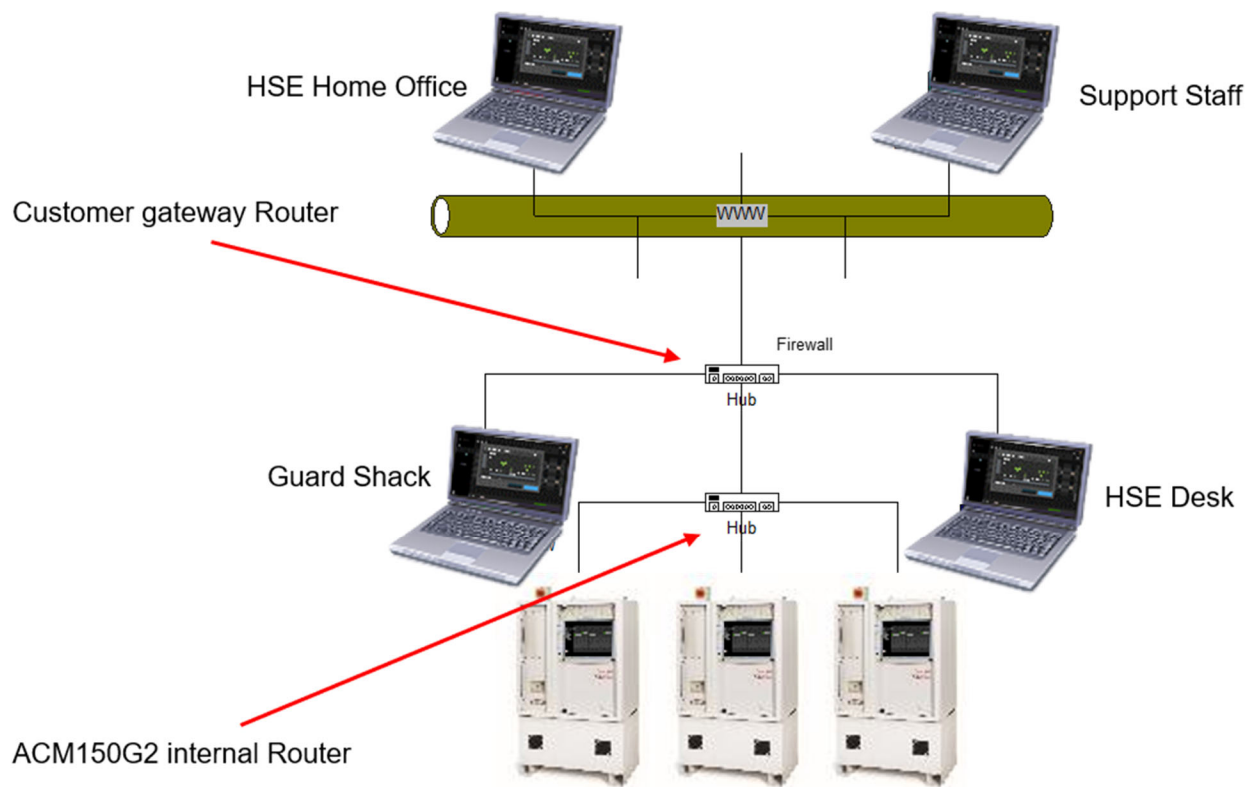 HSE Home Office
Support Staff
Customer gateway Router
WWW
Firewall
Hub
Guard Shack
HSE Desk
Hub
ACM150G2 internal Router